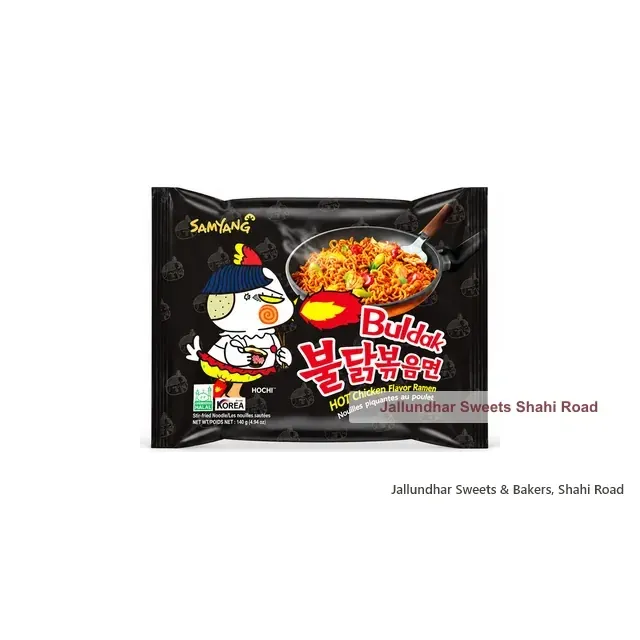 SAMYANG
Buldak
불닭볶음면
HOT Chicken Flavor Ramen
Nouilles piquantes au poulet
HOCHI™
HALAL
KOREA
Stir-fried Noodle/Les nouilles sautées
NET WT/POIDS NET : 140 g (4.94 oz)
Jallundhar Sweets Shahi Road
Jallundhar Sweets & Bakers, Shahi Road